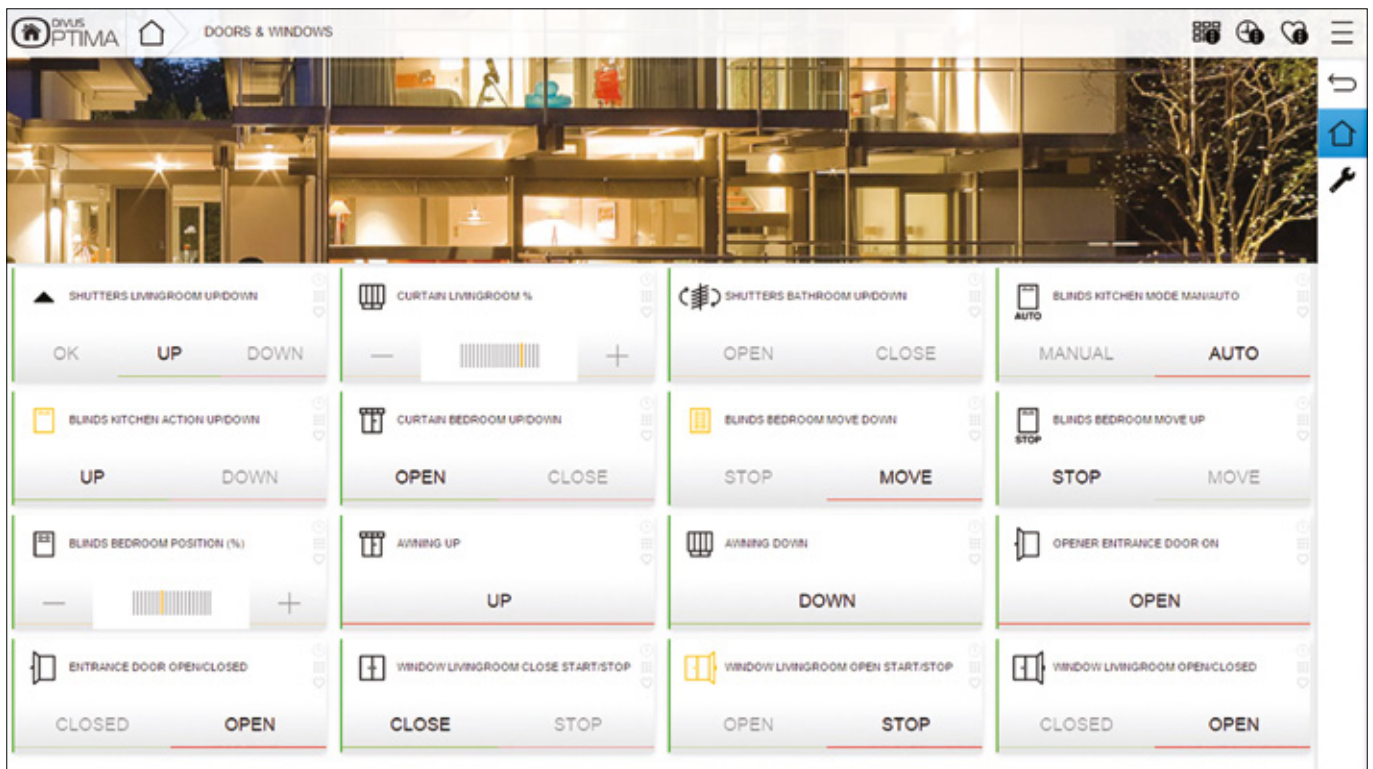 DIVUS
OPTIMA
DOORS & WINDOWS
SHUTTERS LIVINGROOM UP/DOWN
OK UP DOWN
CURTAIN LIVINGROOM %
SHUTTERS BATHROOM UP/DOWN
OPEN CLOSE
BLINDS KITCHEN MODE MAN/AUTO
AUTO
MANUAL AUTO
BLINDS KITCHEN ACTION UP/DOWN
UP DOWN
CURTAIN BEDROOM UP/DOWN
OPEN CLOSE
BLINDS BEDROOM MOVE DOWN
STOP MOVE
BLINDS BEDROOM MOVE UP
STOP
STOP MOVE
BLINDS BEDROOM POSITION (%)
AWNING UP
UP
AWNING DOWN
DOWN
OPENER ENTRANCE DOOR ON
OPEN
ENTRANCE DOOR OPEN/CLOSED
CLOSED OPEN
WINDOW LIVINGROOM CLOSE START/STOP
CLOSE STOP
WINDOW LIVINGROOM OPEN START/STOP
OPEN STOP
WINDOW LIVINGROOM OPEN/CLOSED
CLOSED OPEN